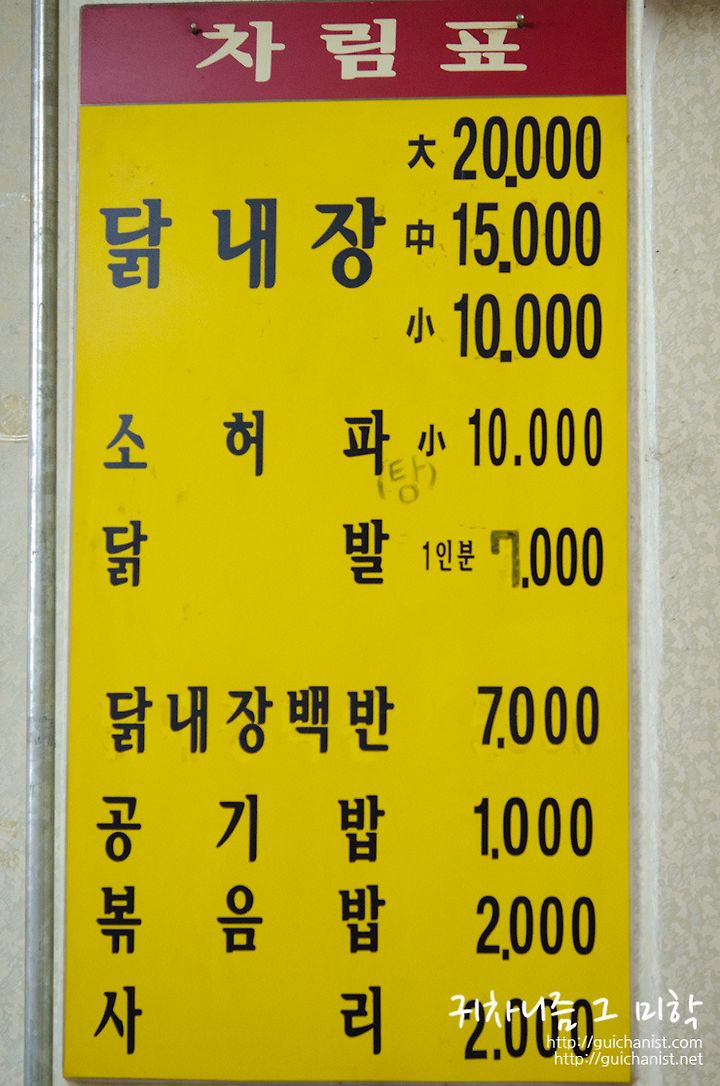 차림표
大 20.000
닭내장 中 15.000
小 10.000
소허파 小 10.000
(탕)
닭발 1인분 7.000
닭내장백반 7.000
공기밥 1.000
볶음밥 2.000
사리 2.000
귀차니즘 그 미학
http://guichanist.com
http://guichanist.net